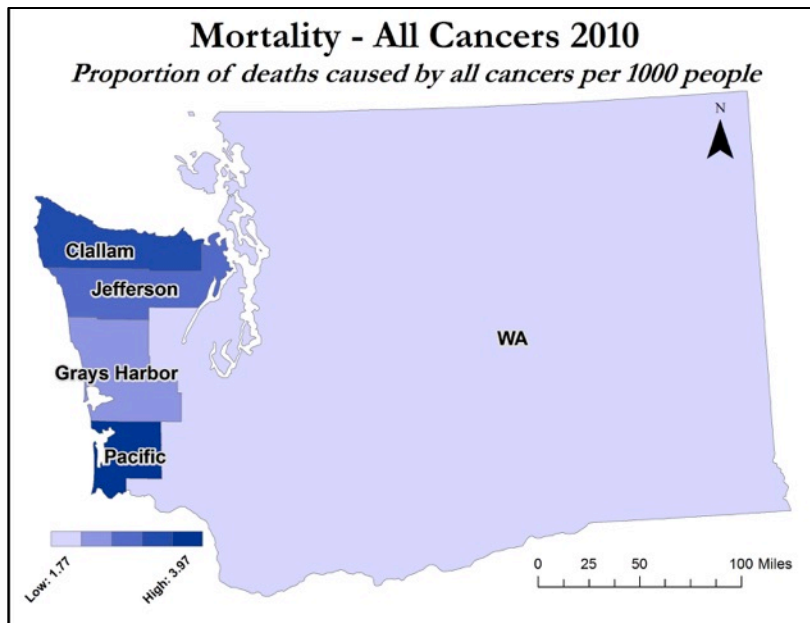 Mortality - All Cancers 2010
Proportion of deaths caused by all cancers per 1000 people
N
Clallam
Jefferson
WA
Grays Harbor
Pacific
Low: 1.77
High: 3.97
0 25 50 100 Miles